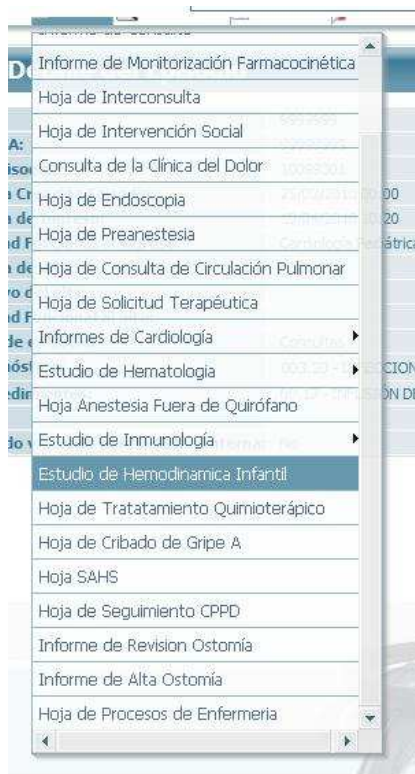 Informe de Monitorización Farmacocinética
Hoja de Interconsulta
Hoja de Intervención Social
A:
Consulta de la Clínica del Dolor
Hoja de Endoscopia
00
Hoja de Preanestesia
20
Hoja de Consulta de Circulación Pulmonar
Hoja de Solicitud Terapéutica
Informes de Cardiología
Estudio de Hematologia
Hoja Anestesia Fuera de Quirófano
Estudio de Inmunología
Estudio de Hemodinamica Infantil
Hoja de Tratatamiento Quimioterápico
Hoja de Cribado de Gripe A
Hoja SAHS
Hoja de Seguimiento CPPD
Informe de Revision Ostomía
Informe de Alta Ostomía
Hoja de Procesos de Enfermeria